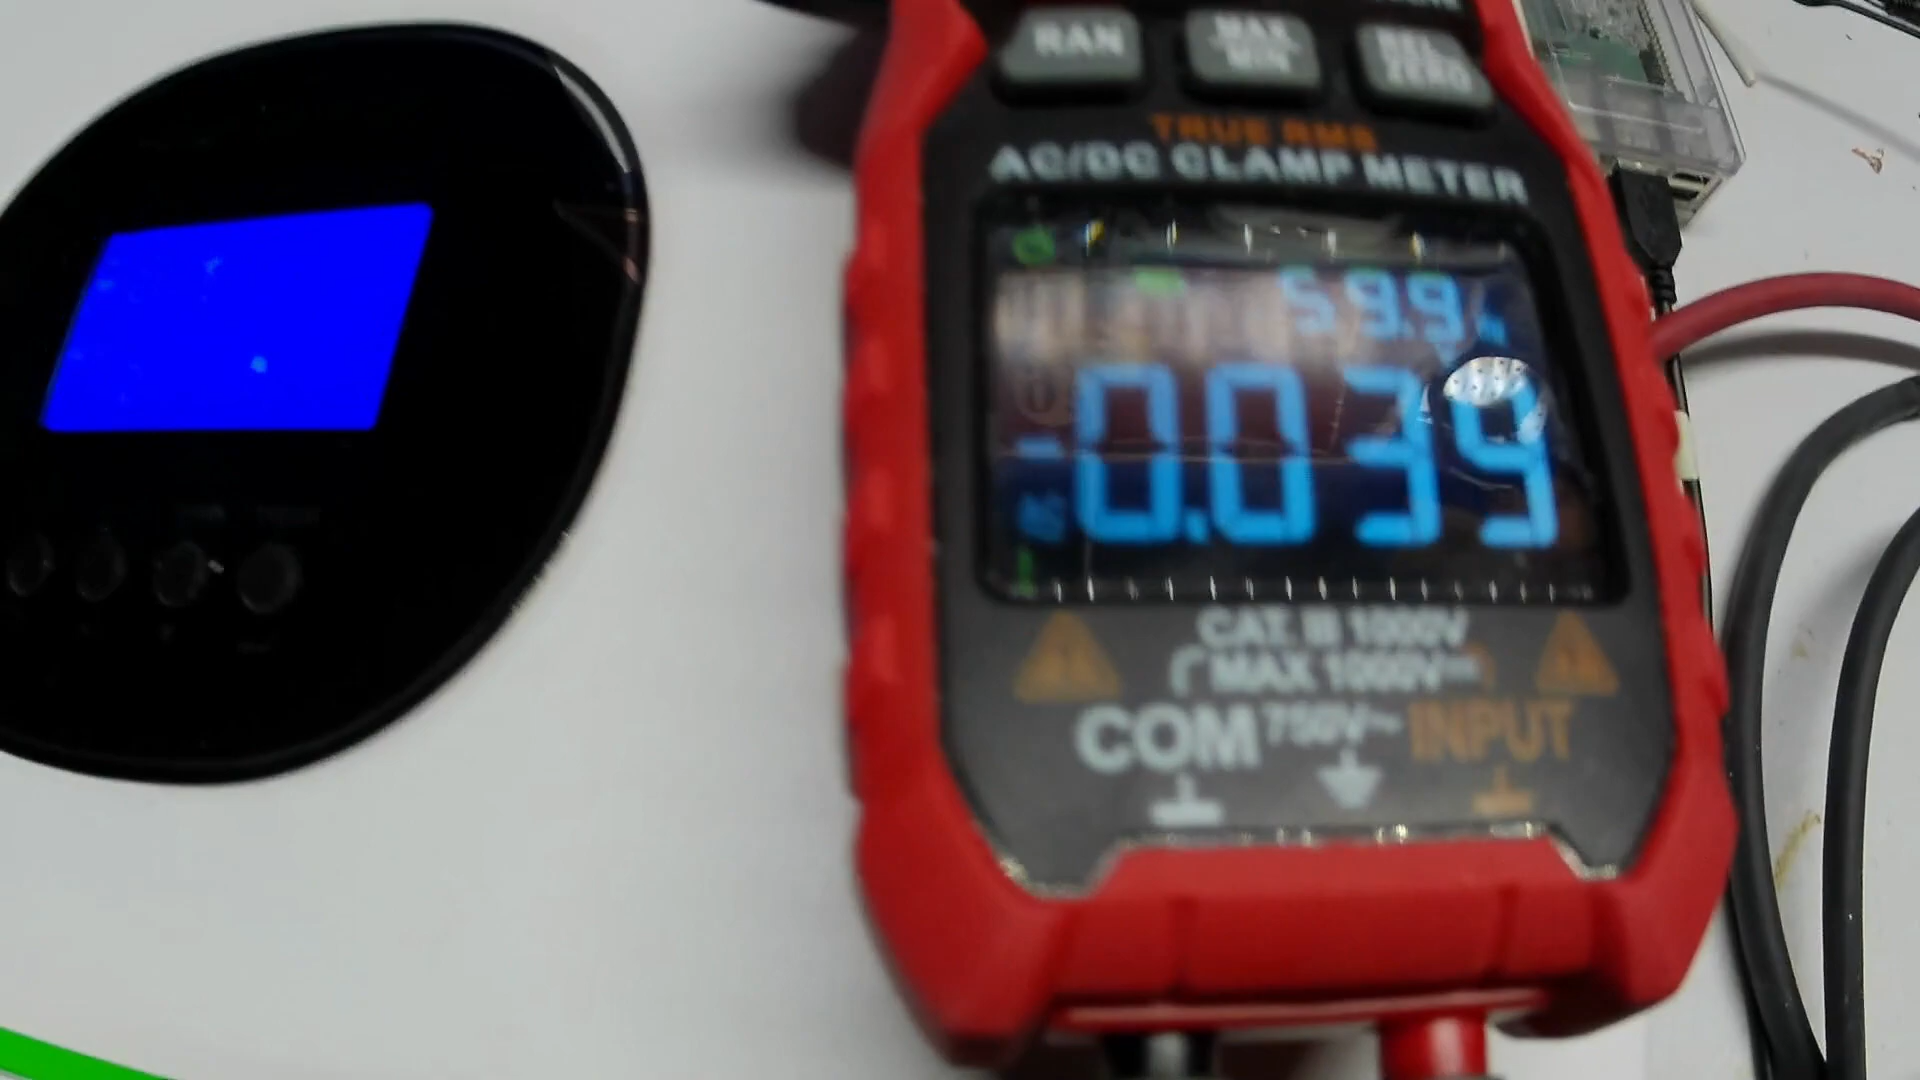 RAN
MAX
MIN
REL
ZERO
TRUE RMS
AC/DC CLAMP METER
59.9
-0.039
CAT. III 1000V
MAX 1000V
COM 750V~ INPUT